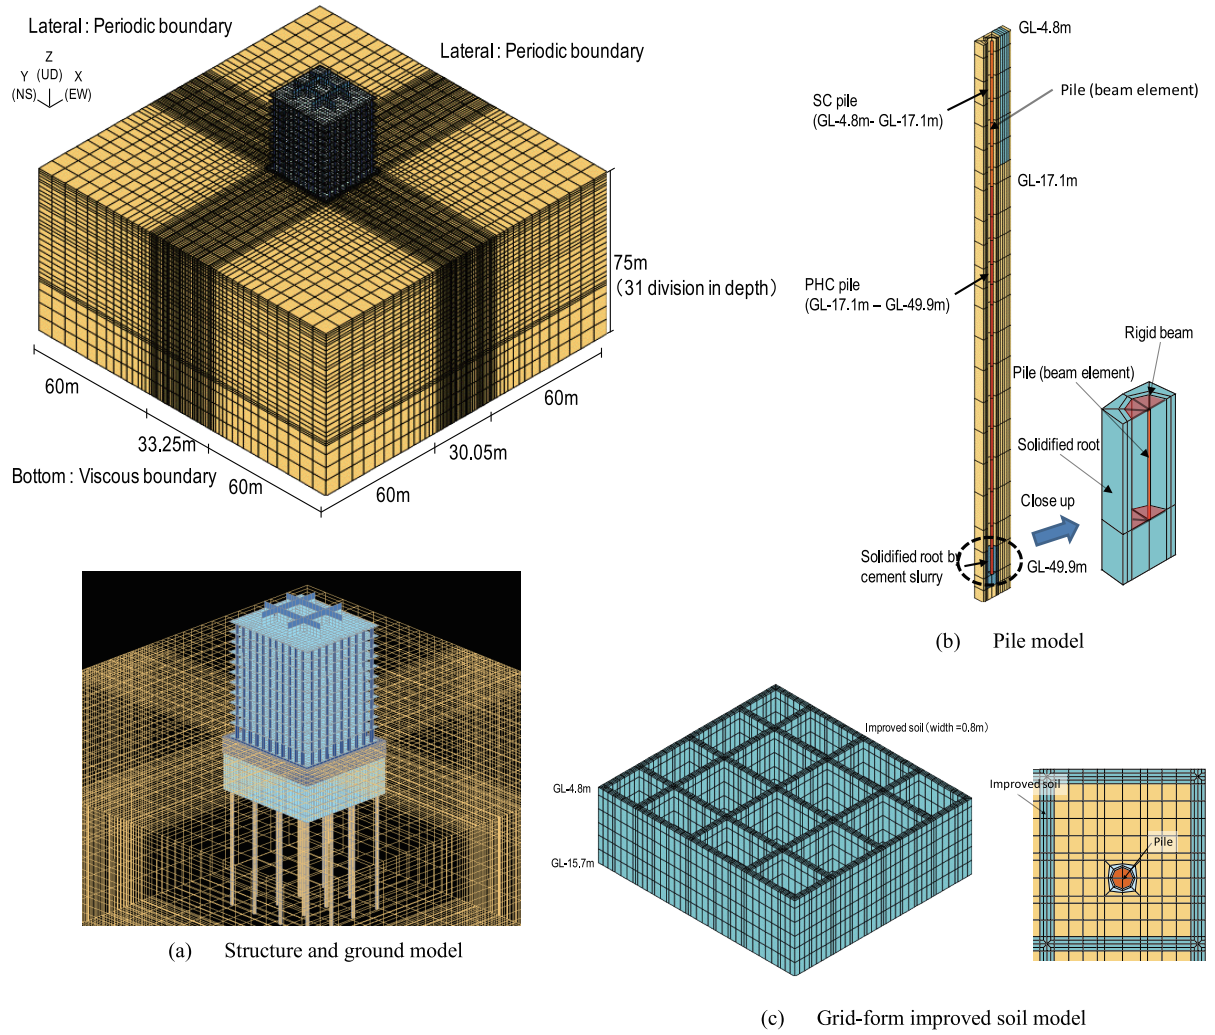 Lateral : Periodic boundary
Lateral : Periodic boundary
Z
Y (UD) X
(NS) (EW)
75m
(31 division in depth)
60m
33.25m
60m
60m
30.05m
60m
Bottom : Viscous boundary
(a) Structure and ground model
GL-4.8m
SC pile
(GL-4.8m- GL-17.1m)
Pile (beam element)
GL-17.1m
PHC pile
(GL-17.1m – GL-49.9m)
Rigid beam
Pile (beam element)
Solidified root
Close up
Solidified root by
cement slurry
GL-49.9m
(b) Pile model
Improved soil (width =0.8m)
GL-4.8m
GL-15.7m
Improved soil
Pile
(c) Grid-form improved soil model